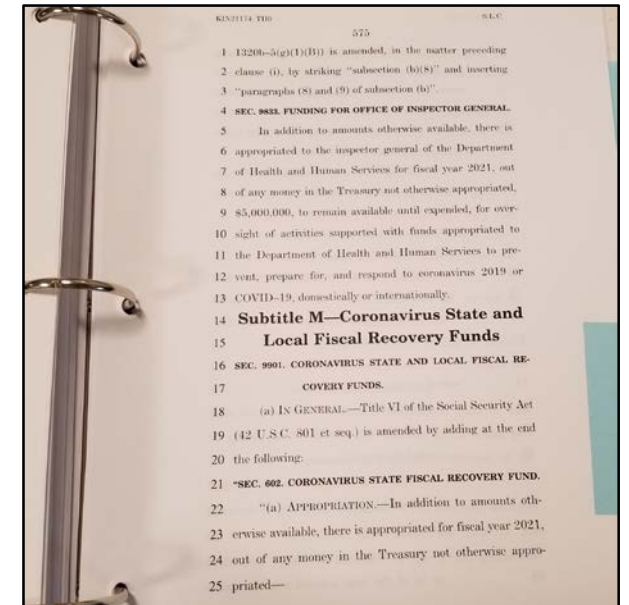 KIN21174 TH0 S.L.C.
575
1 1320b–5(g)(1)(B)) is amended, in the matter preceding
2 clause (i), by striking "subsection (b)(8)" and inserting
3 "paragraphs (8) and (9) of subsection (b)".
4 SEC. 9833. FUNDING FOR OFFICE OF INSPECTOR GENERAL.
5 In addition to amounts otherwise available, there is
6 appropriated to the inspector general of the Department
7 of Health and Human Services for fiscal year 2021, out
8 of any money in the Treasury not otherwise appropriated,
9 $5,000,000, to remain available until expended, for over-
10 sight of activities supported with funds appropriated to
11 the Department of Health and Human Services to pre-
12 vent, prepare for, and respond to coronavirus 2019 or
13 COVID–19, domestically or internationally.
14 Subtitle M—Coronavirus State and
15 Local Fiscal Recovery Funds
16 SEC. 9901. CORONAVIRUS STATE AND LOCAL FISCAL RE-
17 COVERY FUNDS.
18 (a) IN GENERAL.—Title VI of the Social Security Act
19 (42 U.S.C. 801 et seq.) is amended by adding at the end
20 the following:
21 "SEC. 602. CORONAVIRUS STATE FISCAL RECOVERY FUND.
22 "(a) APPROPRIATION.—In addition to amounts oth-
23 erwise available, there is appropriated for fiscal year 2021,
24 out of any money in the Treasury not otherwise appro-
25 priated—